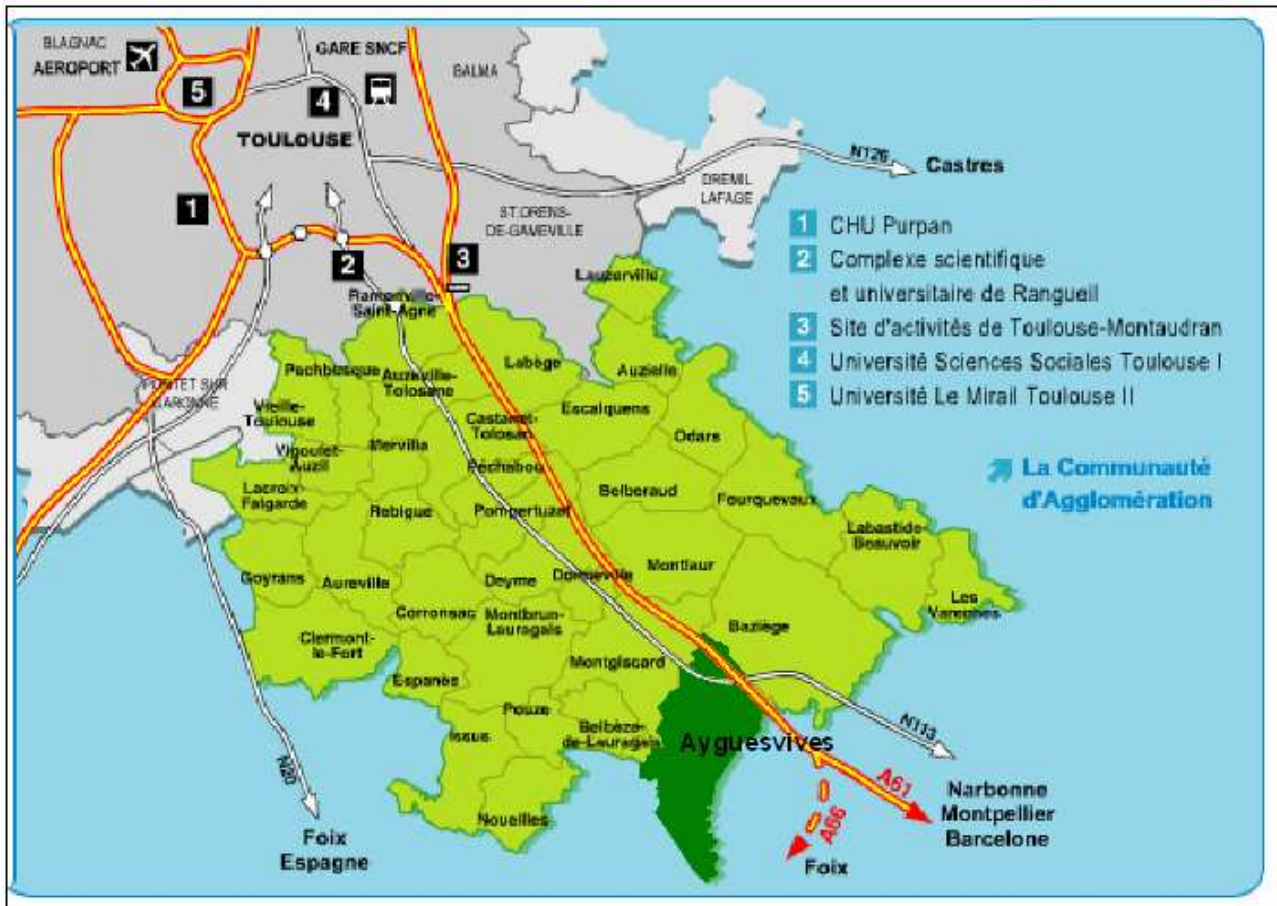 BLAGNAC
AEROPORT
GARE SNCF
BALMA
5
4
TOULOUSE
N126
Castres
DREMIL
LAFAGE
1
ST.ORENS-
DE-GAMEVILLE
2
3
1 CHU Purpan
2 Complexe scientifique
et universitaire de Rangueil
3 Site d'activités de Toulouse-Montaudran
4 Université Sciences Sociales Toulouse I
5 Université Le Mirail Toulouse II
La Communauté
d'Agglomération
Lauzerville
Ramonville-
Saint-Agne
Labège
Auzielle
Pechbusque
Auzeville-
Tolosane
PORTET SUR
GARONNE
Vieille-
Toulouse
Castanet-
Tolosan
Escalquens
Odars
Mervilla
Vigoulet-
Auzil
Péchabou
Lacroix-
Falgarde
Rebigue
Pompertuzat
Belberaud
Fourquevaux
Labastide-
Beauvoir
Goyrans
Aureville
Deyme
Donneville
Montlaur
Les
Varennes
Corronsac
Montbrun-
Lauragais
Baziège
Clermont-
le-Fort
Montgiscard
Espanès
Pouze
Issus
Belbèze-
de-Lauragais
Ayguesvives
N113
N20
Noueilles
A61
A66
Narbonne
Montpellier
Barcelone
Foix
Espagne
Foix